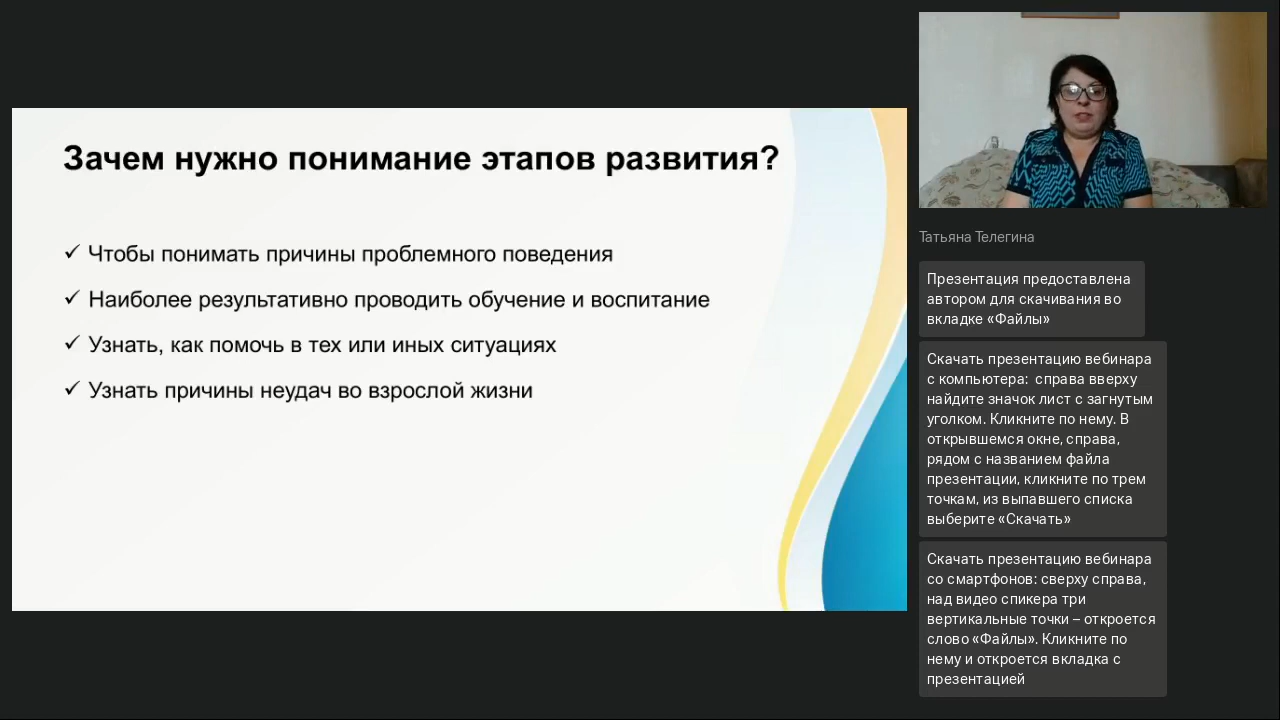 Зачем нужно понимание этапов развития?
✓ Чтобы понимать причины проблемного поведения
✓ Наиболее результативно проводить обучение и воспитание
✓ Узнать, как помочь в тех или иных ситуациях
✓ Узнать причины неудач во взрослой жизни
Татьяна Телегина
Презентация предоставлена
автором для скачивания во
вкладке «Файлы»
Скачать презентацию вебинара
с компьютера: справа вверху
найдите значок лист с загнутым
уголком. Кликните по нему. В
открывшемся окне, справа,
рядом с названием файла
презентации, кликните по трем
точкам, из выпавшего списка
выберите «Скачать»
Скачать презентацию вебинара
со смартфонов: сверху справа,
над видео спикера три
вертикальные точки – откроется
слово «Файлы». Кликните по
нему и откроется вкладка с
презентацией